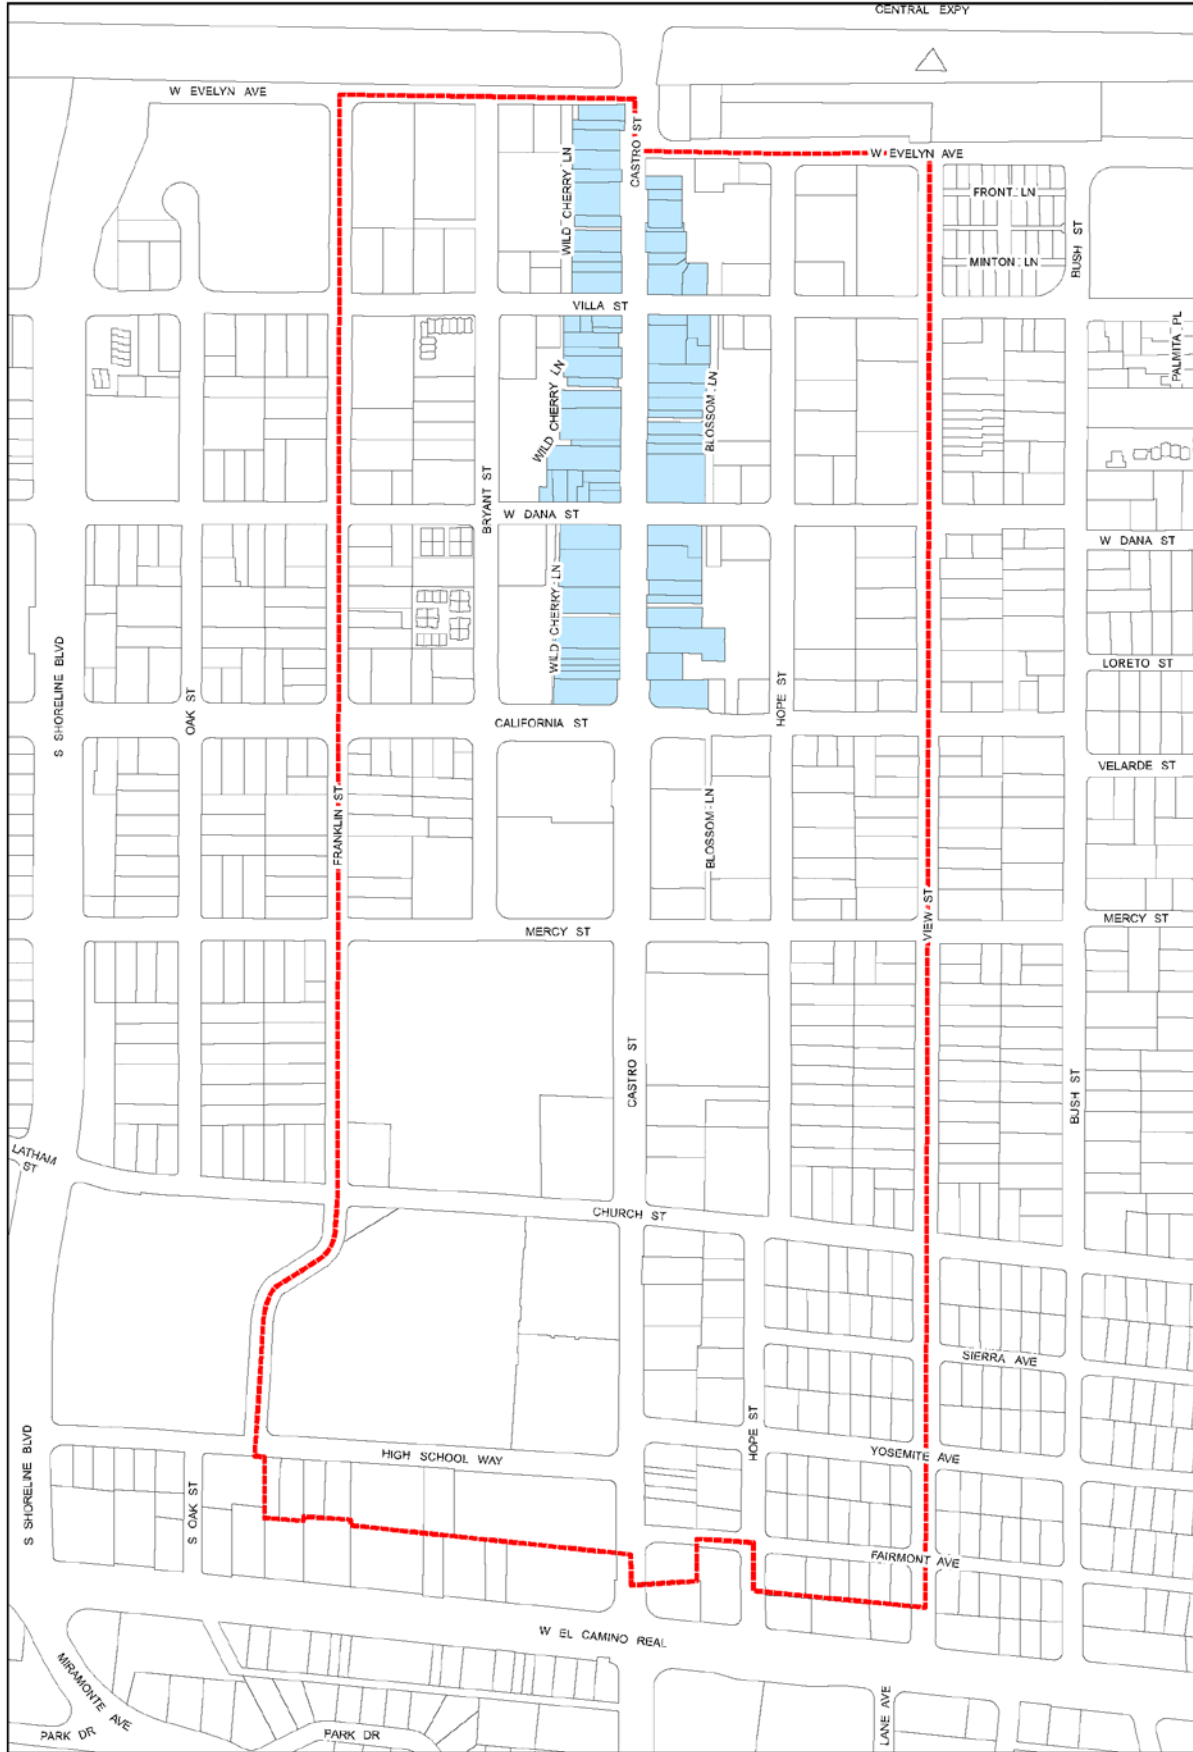 CENTRAL EXPY
W EVELYN AVE
CASTRO ST
W EVELYN AVE
WILD CHERRY LN
FRONT LN
BUSH ST
MINTON LN
VILLA ST
PALMITA PL
WILD CHERRY LN
BLOSSOM LN
BRYANT ST
W DANA ST
W DANA ST
WILD CHERRY LN
S SHORELINE BLVD
OAK ST
HOPE ST
LORETO ST
CALIFORNIA ST
VELARDE ST
FRANKLIN ST
BLOSSOM LN
VIEW ST
MERCY ST
MERCY ST
CASTRO ST
BUSH ST
LATHAM
ST
CHURCH ST
SIERRA AVE
HOPE ST
S SHORELINE BLVD
HIGH SCHOOL WAY
YOSEMITE AVE
S OAK ST
FAIRMONT AVE
W EL CAMINO REAL
MIRAMONTE AVE
PARK DR
PARK DR
LANE AVE